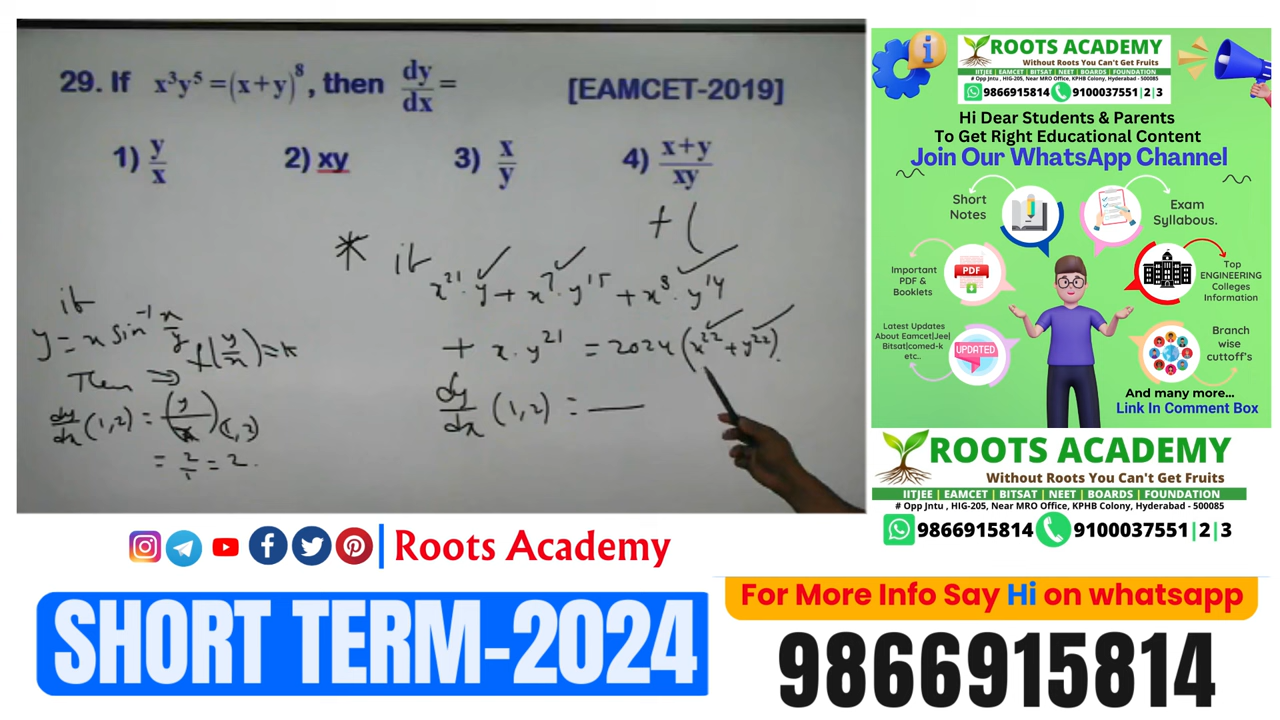 29. If x³y⁵=(x+y)⁸, then dy/dx = [EAMCET-2019]
1) y/x 2) xy 3) x/y 4) x+y/xy
+ (
* if
x²¹·y + x⁷·y¹⁵ + x⁸·y¹⁴
+ x·y²¹ = 2024(x²² + y²²).
dy/dx (1,2) =
if
y = x sin⁻¹ x/y
f(y/x) = k
Then ⇒
dy/dx (1,2) = (y/x)(1,2)
= 2/1 = 2.
ROOTS ACADEMY
Without Roots You Can't Get Fruits
IITJEE | EAMCET | BITSAT | NEET | BOARDS | FOUNDATION
# Opp Jntu , HIG-205, Near MRO Office, KPHB Colony, Hyderabad - 500085
9866915814 9100037551|2|3
Hi Dear Students & Parents
To Get Right Educational Content
Join Our WhatsApp Channel
Short
Notes
Exam
Syllabous.
Important
PDF &
Booklets
PDF
Top
ENGINEERING
Colleges
Information
Latest Updates
About Eamcet|Jee|
Bitsat|comed-k
etc..
UPDATED
Branch
wise
cuttoff's
And many more...
Link In Comment Box
ROOTS ACADEMY
Without Roots You Can't Get Fruits
IITJEE | EAMCET | BITSAT | NEET | BOARDS | FOUNDATION
# Opp Jntu , HIG-205, Near MRO Office, KPHB Colony, Hyderabad - 500085
9866915814 9100037551|2|3
Roots Academy
SHORT TERM-2024
For More Info Say Hi on whatsapp
9866915814